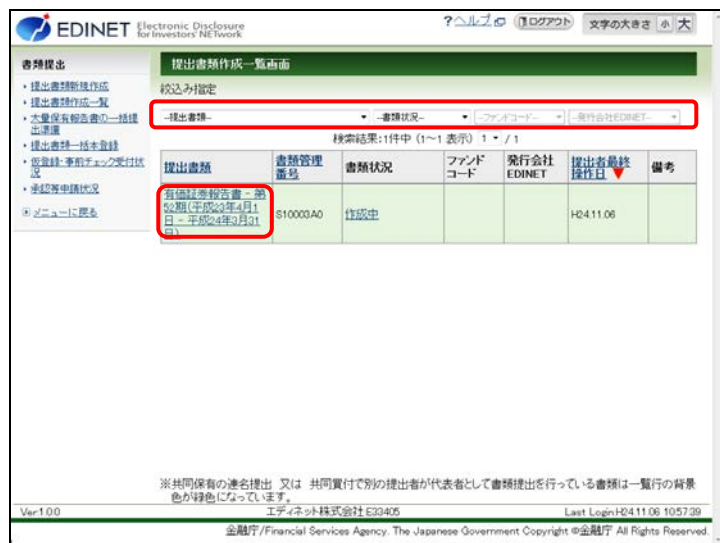 EDINET Electronic Disclosure for Investors' NETwork
?ヘルプ ログアウト 文字の大きさ 小 大
書類提出
・提出書類新規作成
・提出書類作成一覧
・大量保有報告書の一括提出準備
・提出書類一括本登録
・仮登録・事前チェック受付状況
・承認等申請状況
メニューに戻る
提出書類作成一覧画面
絞込み指定
--提出書類-- --書類状況-- --ファンドコード-- --発行会社EDINET--
検索結果:1件中 (1～1 表示) 1 / 1
提出書類 書類管理番号 書類状況 ファンドコード 発行会社EDINET 提出者最終操作日▼ 備考
有価証券報告書 - 第
52期(平成23年4月1
日 - 平成24年3月31
日)
S10003A0 作成中 H24.11.06
※共同保有の連名提出 又は 共同買付で別の提出者が代表者として書類提出を行っている書類は一覧行の背景
色が緑色になっています。
Ver.1.0.0 エディネット株式会社 E33405 Last Login:H24.11.06 10:57:39
金融庁/Financial Services Agency. The Japanese Government Copyright ©金融庁 All Rights Reserved.